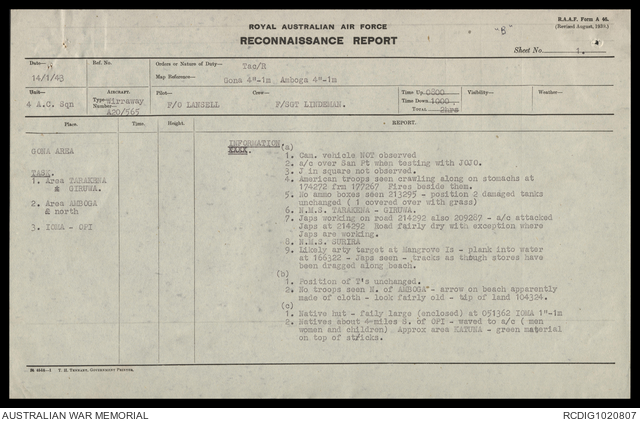 ROYAL AUSTRALIAN AIR FORCE
RECONNAISSANCE REPORT
"B"
R.A.A.F. Form A 46.
Sheet No. 1.
Date— 14/1/43
Ref. No.
Orders or Nature of Duty— Tac/R
Map Reference— Gona 4"-1m Amboga 4"-1m
Unit— 4 A.C. Sqn
AIRCRAFT.
Type Wirraway
Number— A20/565
Pilot— F/O LANSELL
Crew— F/SGT LINDEMAN.
Time Up 0800
Time Down 1000
TOTAL— 2hrs
Visibility—
Weather—
Place.
Time.
Height.
REPORT.
GONA AREA
TASK.
1. Area TARAKENA
& GIRUWA.
2. Area AMBOGA
& north
3. IOMA - OPI
INFORMATION
(a)
1. Cmn. vehicle NOT observed
2. a/c over San Pt when testing with JOJO.
3. J in square not observed.
4. American troops seen crawling along on stomachs at
174272 frm 177267 Fires beside them.
5. No ammo boxes seen 213295 - position 2 damaged tanks
unchanged ( 1 covered over with grass)
6. N.M.S. TARAKENA - GIRUWA.
7. Japs working on road 214292 also 209287 - a/c attacked
Japs at 214292 Road fairly dry with exception where
Japs are working.
8. N.M.S. GURIRA
9. Likely arty target at Mangrove Is - plank into water
at 166322 - Japs seen - tracks as though stores have
been dragged along beach.
(b)
1. Position of T's unchanged.
2. No troops seen M. of AMBOGA - arrow on beach apparently
made of cloth - look fairly old - tip of land 104324.
(c)
1. Native hut - faily large (enclosed) at 051362 IOMA 1"-1m
2. Natives about 4-miles S. of OPI - waved to a/c ( men
women and children) Approx area KATUNA - green material
on top of sticks.
AUSTRALIAN WAR MEMORIAL
RCDIG1020807